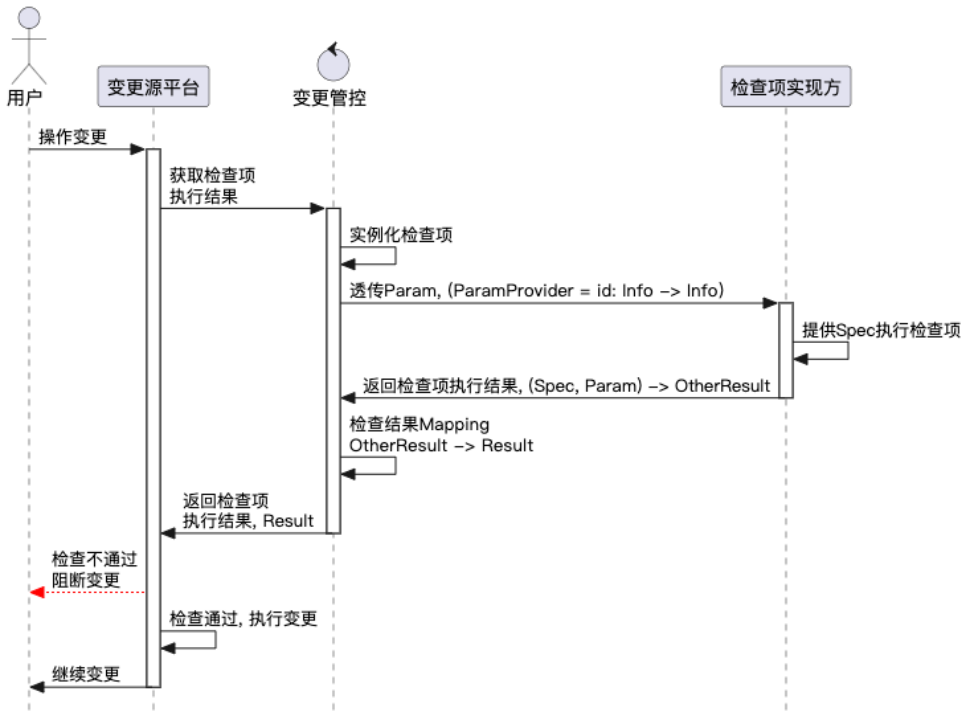 用户
变更源平台
变更管控
检查项实现方
操作变更
获取检查项
执行结果
实例化检查项
透传Param, (ParamProvider = id: Info -> Info)
提供Spec执行检查项
返回检查项执行结果, (Spec, Param) -> OtherResult
检查结果Mapping
OtherResult -> Result
返回检查项
执行结果, Result
检查不通过
阻断变更
检查通过, 执行变更
继续变更